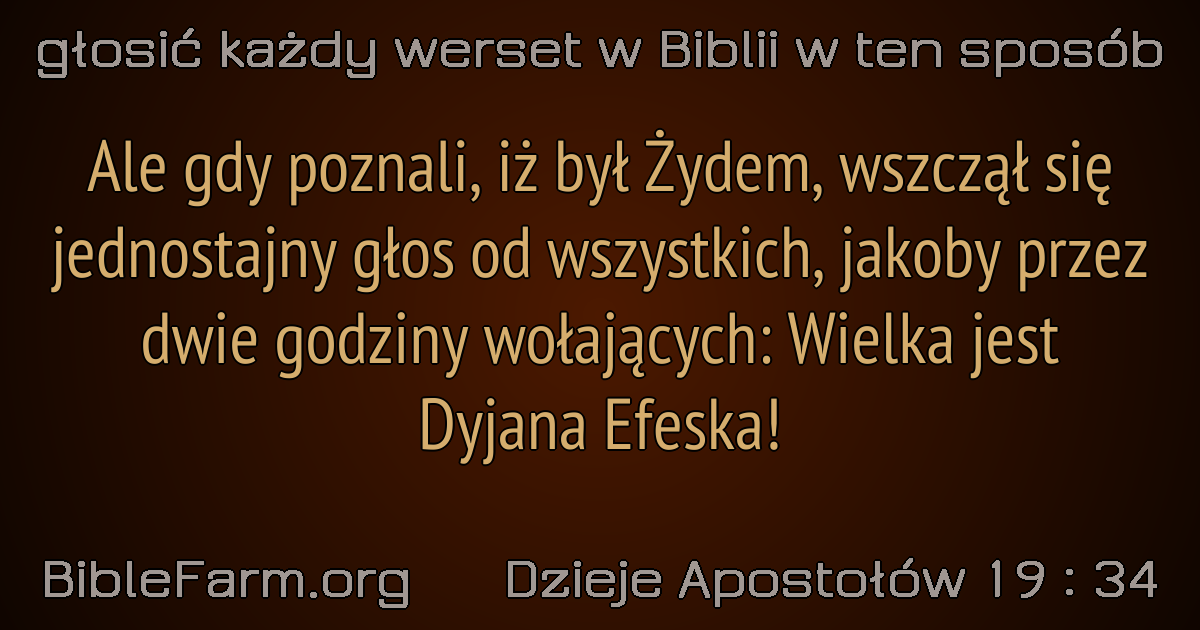 głosić każdy werset w Biblii w ten sposób
Ale gdy poznali, iż był Żydem, wszczął się
jednostajny głos od wszystkich, jakoby przez
dwie godziny wołających: Wielka jest
Dyjana Efeska!
BibleFarm.org Dzieje Apostołów 19 : 34